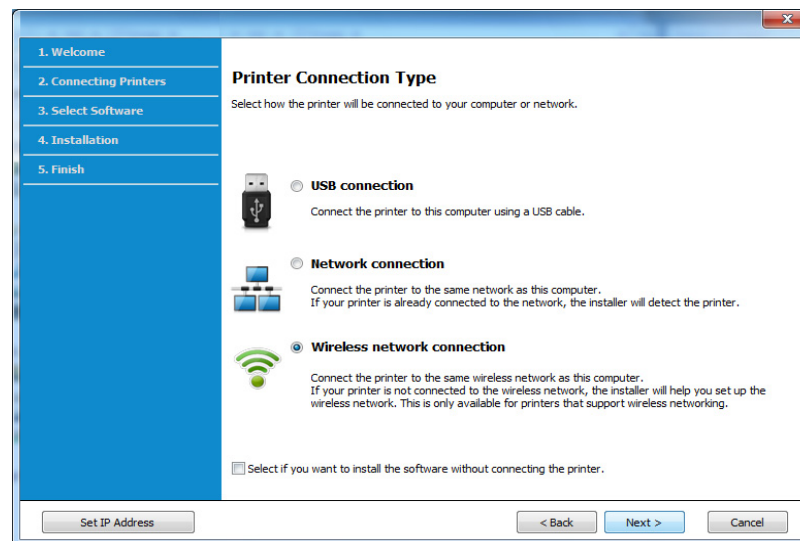 1. Welcome
2. Connecting Printers
3. Select Software
4. Installation
5. Finish
Printer Connection Type
Select how the printer will be connected to your computer or network.
USB connection
Connect the printer to this computer using a USB cable.
Network connection
Connect the printer to the same network as this computer.
If your printer is already connected to the network, the installer will detect the printer.
Wireless network connection
Connect the printer to the same wireless network as this computer.
If your printer is not connected to the wireless network, the installer will help you set up the
wireless network. This is only available for printers that support wireless networking.
Select if you want to install the software without connecting the printer.
Set IP Address
< Back
Next >
Cancel